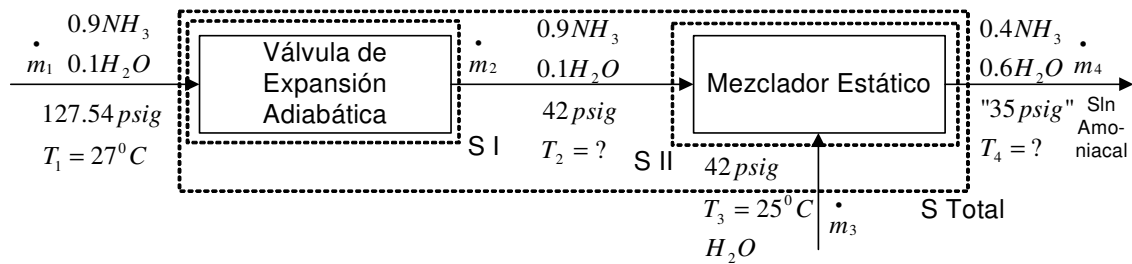 0.9NH₃
ṁ₁ 0.1H₂O
127.54 psig
T₁ = 27⁰C
Válvula de
Expansión
Adiabática
S I
ṁ₂
0.9NH₃
0.1H₂O
42 psig
T₂ = ?
S II
Mezclador Estático
42 psig
T₃ = 25⁰C
H₂O
ṁ₃
S Total
0.4NH₃
0.6H₂O ṁ₄
"35 psig"
T₄ = ?
Sln
Amo-
niacal